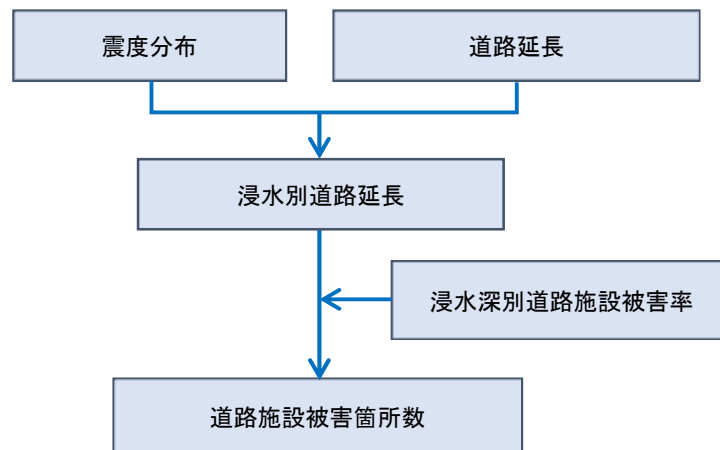 震度分布
道路延長
浸水別道路延長
浸水深別道路施設被害率
道路施設被害箇所数